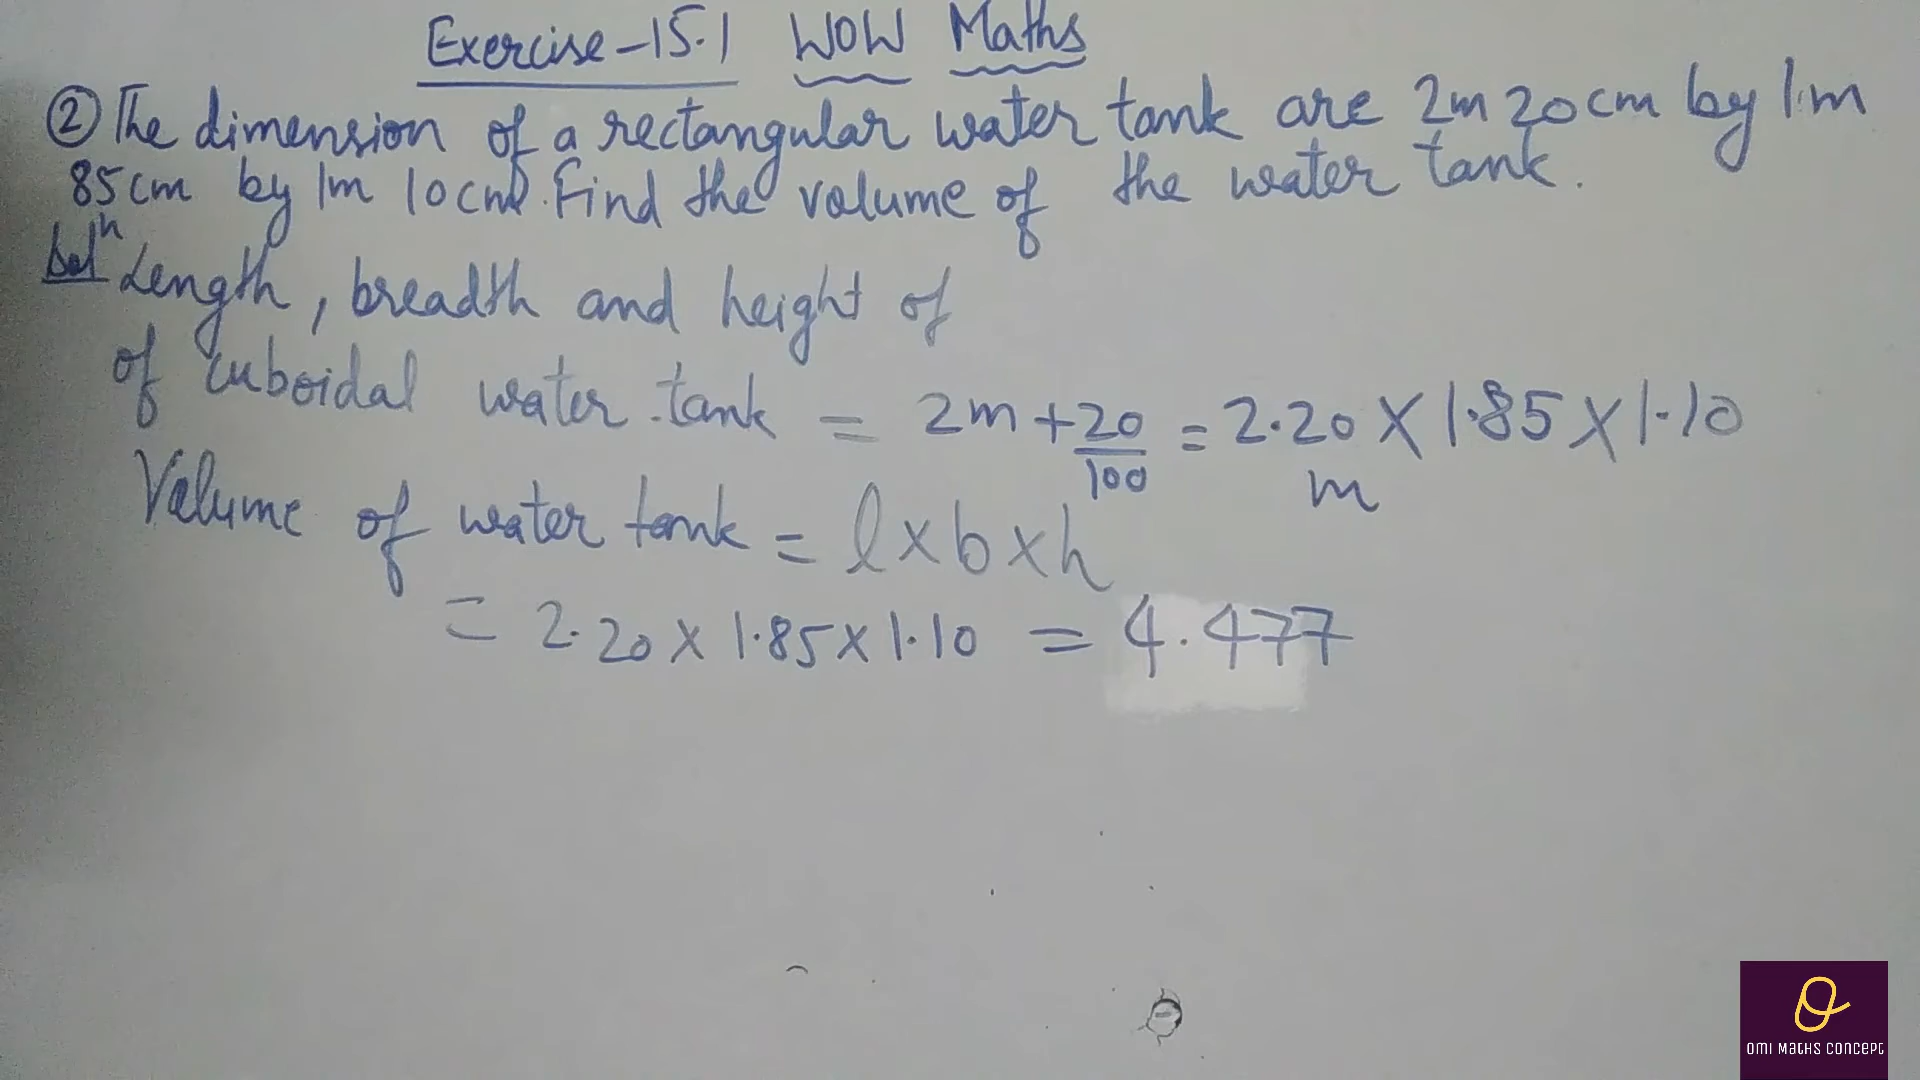 Exercise-15.1 WOW Maths
② The dimension of a rectangular water tank are 2m 20cm by 1m
85cm by 1m 10cm. Find the volume of the water tank.
Solⁿ Length, breadth and height of
of cuboidal water tank = 2m + 20/100 = 2.20 m × 1.85 × 1.10
Volume of water tank = l × b × h
= 2.20 × 1.85 × 1.10 = 4.477
OMI MATHS CONCEPT